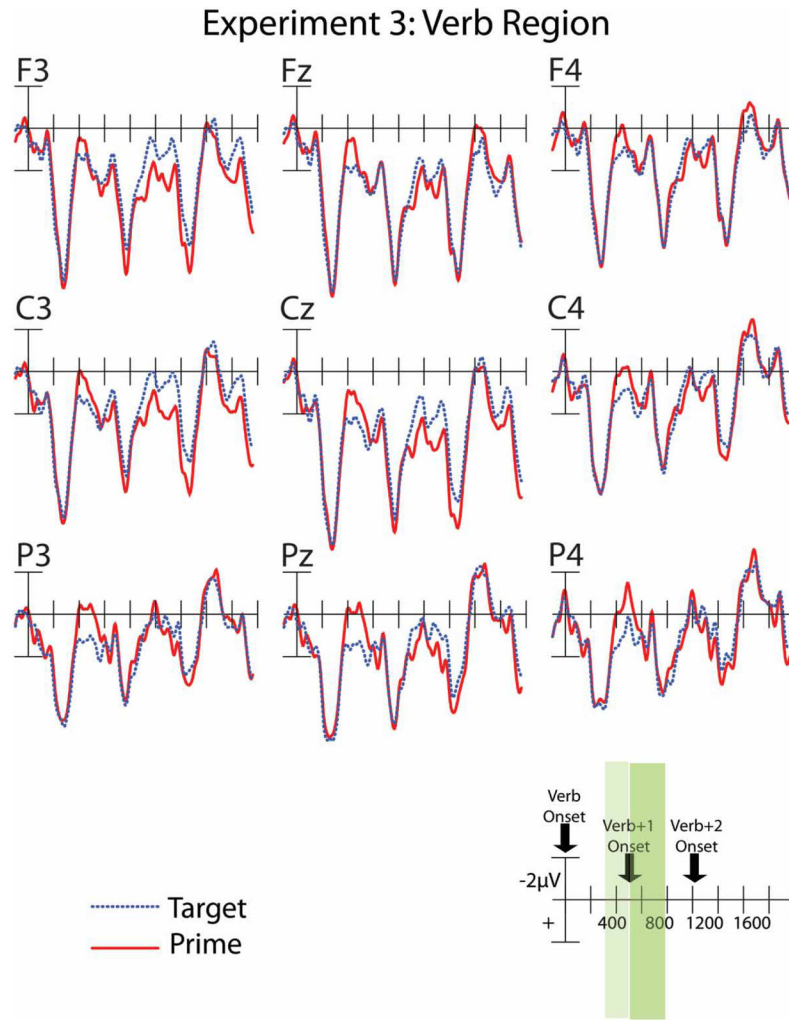 Experiment 3: Verb Region
F3
Fz
F4
C3
Cz
C4
P3
Pz
P4
Verb
Onset
Verb+1
Onset
Verb+2
Onset
-2μV
+
400
800
1200
1600
Target
Prime